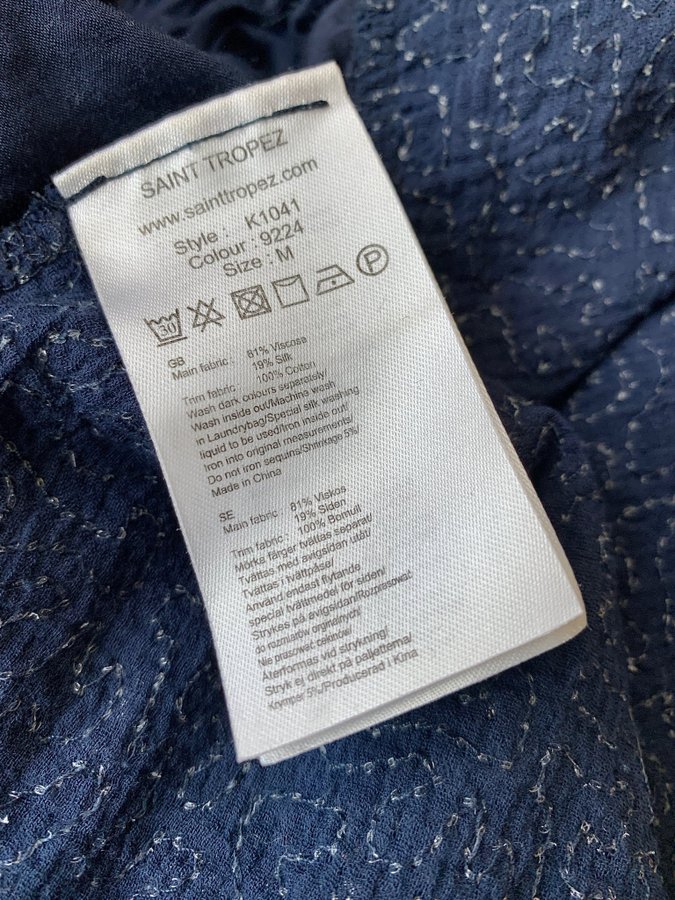 SAINT TROPEZ
www.sainttropez.com
Style : K1041
Colour : 9224
Size : M
30 P
GB
Main fabric : 81% Viscose
19% Silk
Trim fabric : 100% Cotton
Wash dark colours separately/
Wash inside out/Machine wash
in Laundrybag/Special silk washing
liquid to be used/Iron inside out/
Iron into original measurements/
Do not iron sequins/Shrinkage 5%/
Made in China
SE
Main fabric : 81% Viskos
19% Siden
Trim fabric : 100% Bomull
Mörka färger tvättas separat/
Tvättas med avigsidan utåt/
Tvättas i tvättpåse/
Använd endast flytande
special tvättmedel för siden/
Strykes på avigsidan/Rozprasować
do rozmiarów orginalnych/
Nie prasować cekinów/
Återformas vid strykning/
Stryk ej direkt på paljetterna/
Krymper 5%/Producerad i Kina